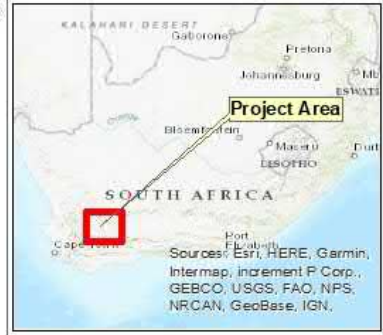 KALAHARI DESERT
Gaborone
Pretoria
Johannesburg
Mb
ESWATI
Project Area
Bloemfontein
Maseru
Durb
LESOTHO
SOUTH AFRICA
Port
Elizabeth
Cape Town
Sources: Esri, HERE, Garmin,
Intermap, increment P Corp.,
GEBCO, USGS, FAO, NPS,
NRCAN, GeoBase, IGN,